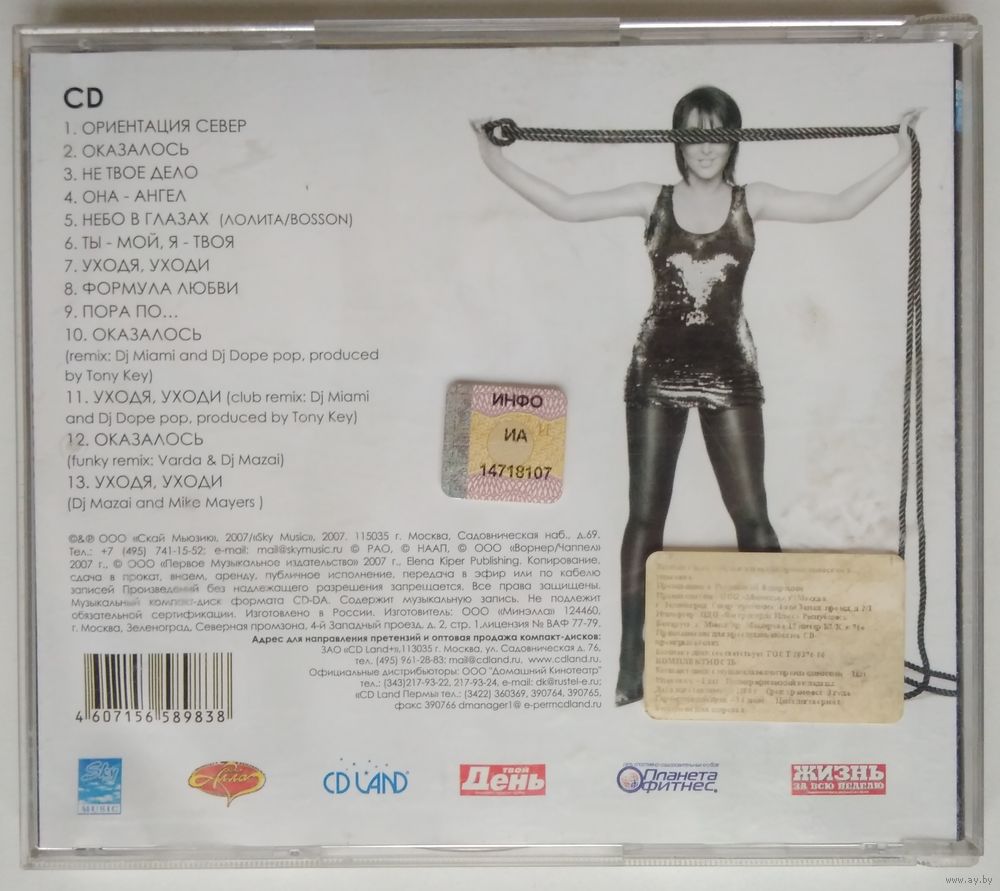 CD
1. ОРИЕНТАЦИЯ СЕВЕР
2. ОКАЗАЛОСЬ
3. НЕ ТВОЕ ДЕЛО
4. ОНА - АНГЕЛ
5. НЕБО В ГЛАЗАХ (ЛОЛИТА/BOSSON)
6. ТЫ - МОЙ, Я - ТВОЯ
7. УХОДЯ, УХОДИ
8. ФОРМУЛА ЛЮБВИ
9. ПОРА ПО...
10. ОКАЗАЛОСЬ
(remix: Dj Miami and Dj Dope pop, produced
by Tony Key)
11. УХОДЯ, УХОДИ (club remix: Dj Miami
and Dj Dope pop, produced by Tony Key)
12. ОКАЗАЛОСЬ
(funky remix: Varda & Dj Mazai)
13. УХОДЯ, УХОДИ
(Dj Mazai and Mike Mayers )
ИНФО
ИА
14718107
©&℗ ООО «Скай Мьюзик», 2007/«Sky Music», 2007. 115035 г. Москва, Садовническая наб., д.69.
Тел.: +7 (495) 741-15-52; e-mail: mail@skymusic.ru © РАО, © НААП, © ООО «Ворнер/Чаппел»
2007 г., © ООО «Первое Музыкальное издательство» 2007 г., Elena Kiper Publishing. Копирование,
сдача в прокат, внаем, аренду, публичное исполнение, передача в эфир или по кабелю
записей Произведений без надлежащего разрешения запрещается. Все права защищены.
Музыкальный компакт-диск формата CD-DA. Содержит музыкальную запись. Не подлежит
обязательной сертификации. Изготовлено в России. Изготовитель: ООО «МИНЭЛЛА» 124460,
г. Москва, Зеленоград, Северная промзона, 4-й Западный проезд, д. 2, стр. 1.лицензия № ВАФ 77-79.
Адрес для направления претензий и оптовая продажа компакт-дисков:
ЗАО «CD Land+»,113035 г. Москва, ул. Садовническая д. 76,
тел. (495) 961-28-83; mail@cdland.ru, www.cdland.ru.
Официальные дистрибьюторы: ООО "Домашний Кинотеатр"
тел.: (343)217-93-22, 217-93-24, e-mail: dk@rustel-e.ru;
«CD Land Пермь» тел.: (3422) 360369, 390764, 390765,
факс 390766 dmanager1@ e-permcdland.ru
4 607156 589838
КОМПЛЕКТНОСТЬ
Sky
MUSIC
Алла
CD LAND
ТВОЙ
День
Планета
Фитнес
ЖИЗНЬ
ЗА ВСЮ НЕДЕЛЮ
www.ay.by